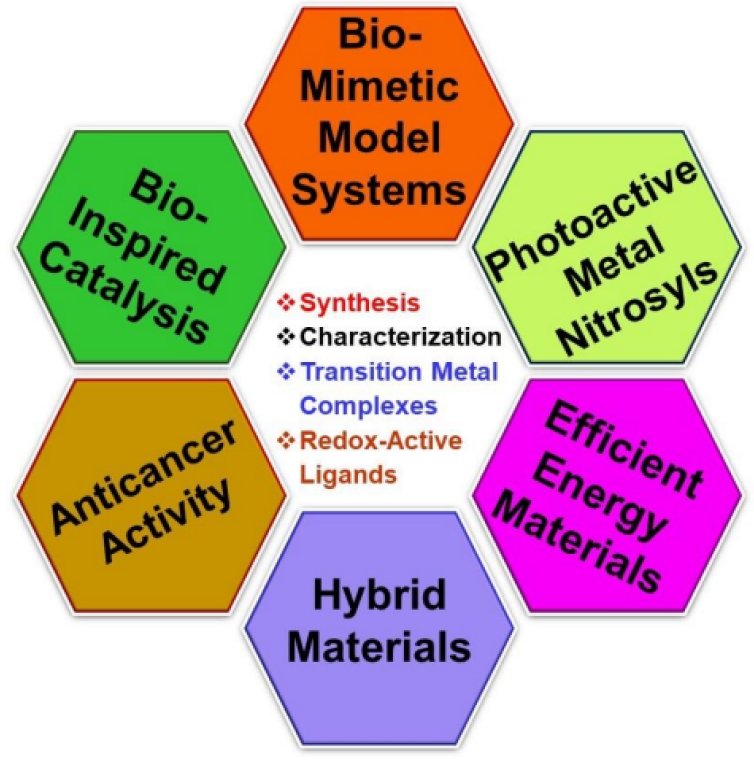 Bio-
Mimetic
Model
Systems
Photoactive
Metal
Nitrosyls
Efficient
Energy
Materials
Hybrid
Materials
Anticancer
Activity
Bio-
Inspired
Catalysis
❖ Synthesis
❖ Characterization
❖ Transition Metal
Complexes
❖ Redox-Active
Ligands